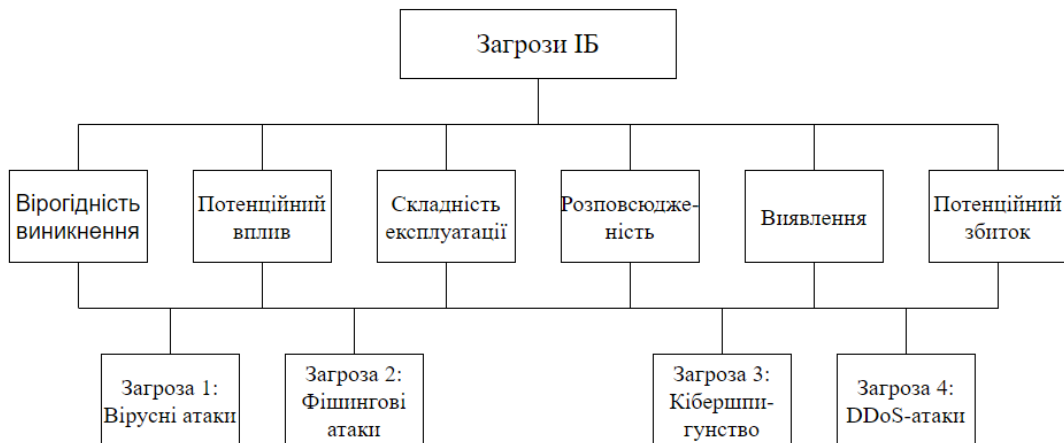 Загрози ІБ
Вірогідність
виникнення
Потенційний
вплив
Складність
експлуатації
Розповсюдже-
ність
Виявлення
Потенційний
збиток
Загроза 1:
Вірусні атаки
Загроза 2:
Фішингові
атаки
Загроза 3:
Кібершпи-
гунство
Загроза 4:
DDoS-атаки